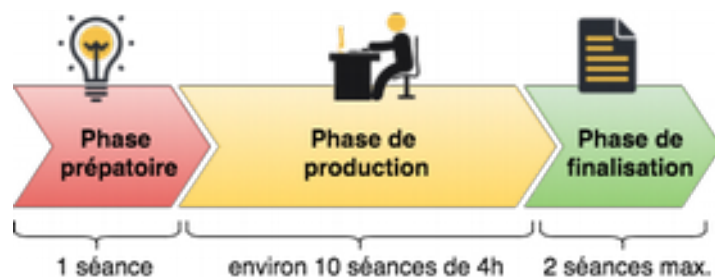 Phase
prépatoire
Phase de
production
Phase de
finalisation
1 séance
environ 10 séances de 4h
2 séances max.